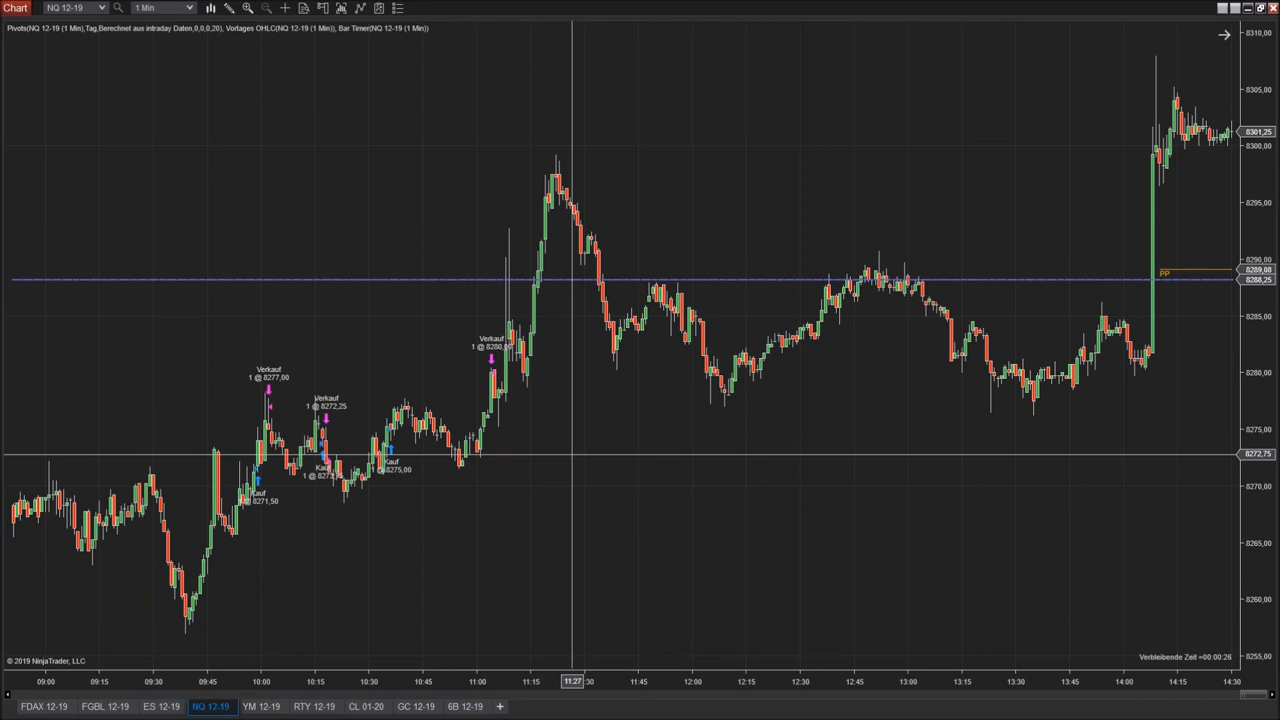 Chart NQ 12-19 1 Min
Pivots(NQ 12-19 (1 Min),Tag,Berechnet aus intraday Daten,0,0,0,20), Vortages OHLC(NQ 12-19 (1 Min)), Bar Timer(NQ 12-19 (1 Min))
8310,00
8305,00
8301,25
8300,00
8295,00
8290,00
8289,08
PP
8288,25
8285,00
8280,00
8275,00
8272,75
8270,00
8265,00
8260,00
8255,00
Verkauf
1 @ 8280,00
Verkauf
1 @ 8277,00
Verkauf
1 @ 8272,25
Kauf
1 @ 8275,00
Kauf
1 @ 8273,
Kauf
@ 8271,50
© 2019 NinjaTrader, LLC
Verbleibende Zeit =00:00:26
09:00 09:15 09:30 09:45 10:00 10:15 10:30 10:45 11:00 11:15 11:27 :30 11:45 12:00 12:15 12:30 12:45 13:00 13:15 13:30 13:45 14:00 14:15 14:30
FDAX 12-19 FGBL 12-19 ES 12-19 NQ 12-19 YM 12-19 RTY 12-19 CL 01-20 GC 12-19 6B 12-19 +